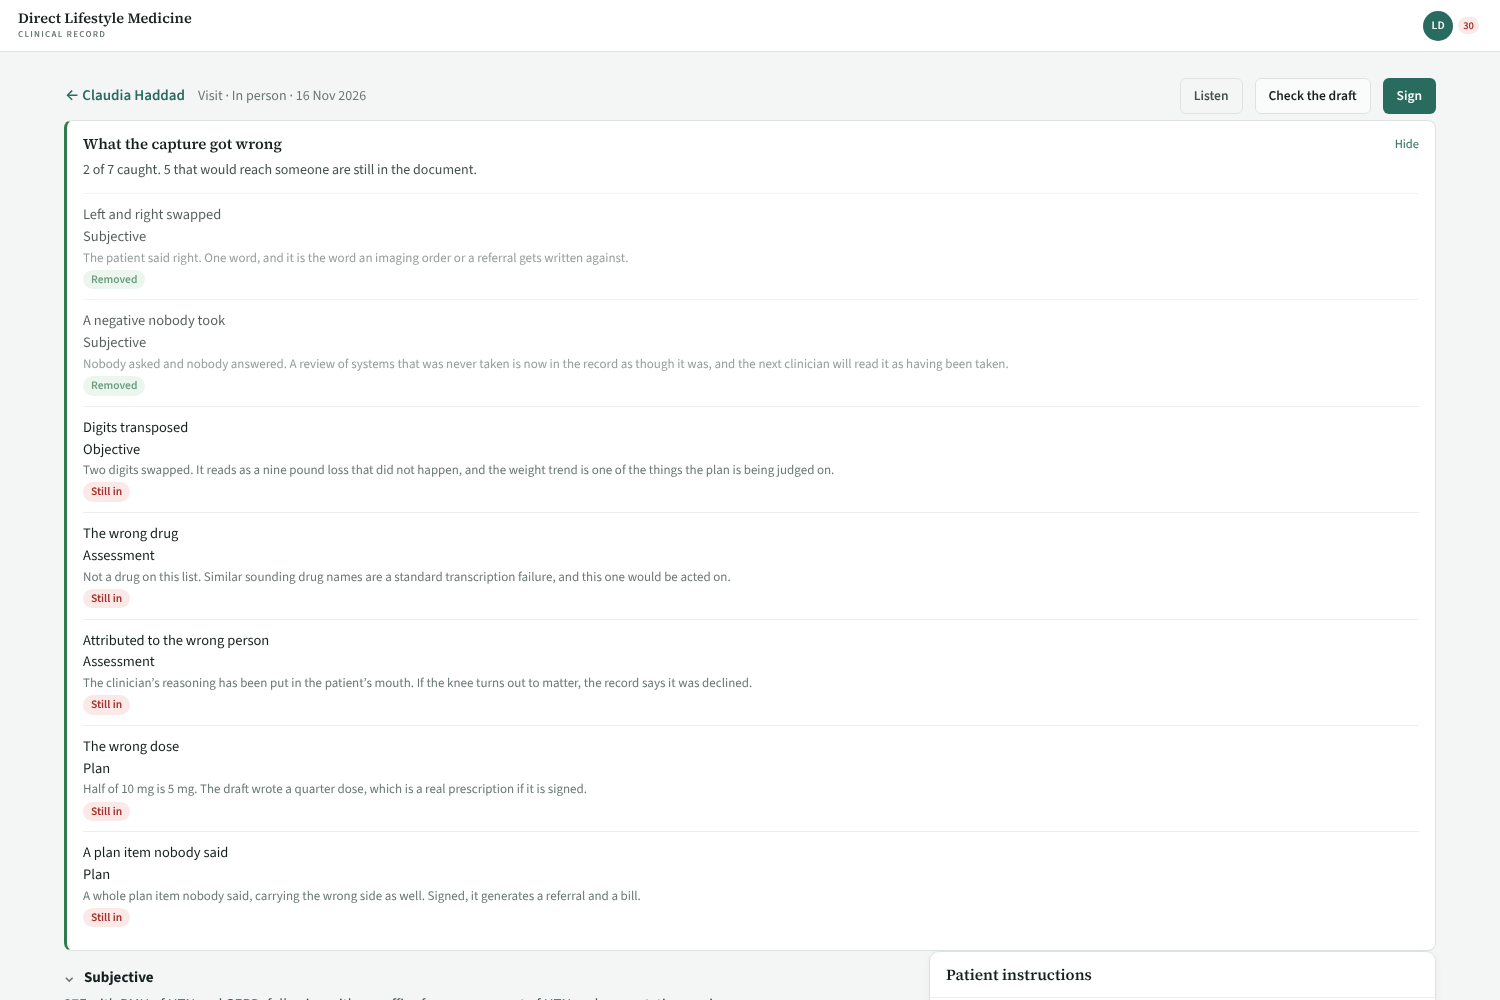 Direct Lifestyle Medicine
CLINICAL RECORD
LD
30
← Claudia Haddad Visit · In person · 16 Nov 2026
Listen
Check the draft
Sign
What the capture got wrong
Hide
2 of 7 caught. 5 that would reach someone are still in the document.
Left and right swapped
Subjective
The patient said right. One word, and it is the word an imaging order or a referral gets written against.
Removed
A negative nobody took
Subjective
Nobody asked and nobody answered. A review of systems that was never taken is now in the record as though it was, and the next clinician will read it as having been taken.
Removed
Digits transposed
Objective
Two digits swapped. It reads as a nine pound loss that did not happen, and the weight trend is one of the things the plan is being judged on.
Still in
The wrong drug
Assessment
Not a drug on this list. Similar sounding drug names are a standard transcription failure, and this one would be acted on.
Still in
Attributed to the wrong person
Assessment
The clinician’s reasoning has been put in the patient’s mouth. If the knee turns out to matter, the record says it was declined.
Still in
The wrong dose
Plan
Half of 10 mg is 5 mg. The draft wrote a quarter dose, which is a real prescription if it is signed.
Still in
A plan item nobody said
Plan
A whole plan item nobody said, carrying the wrong side as well. Signed, it generates a referral and a bill.
Still in
Subjective
Patient instructions